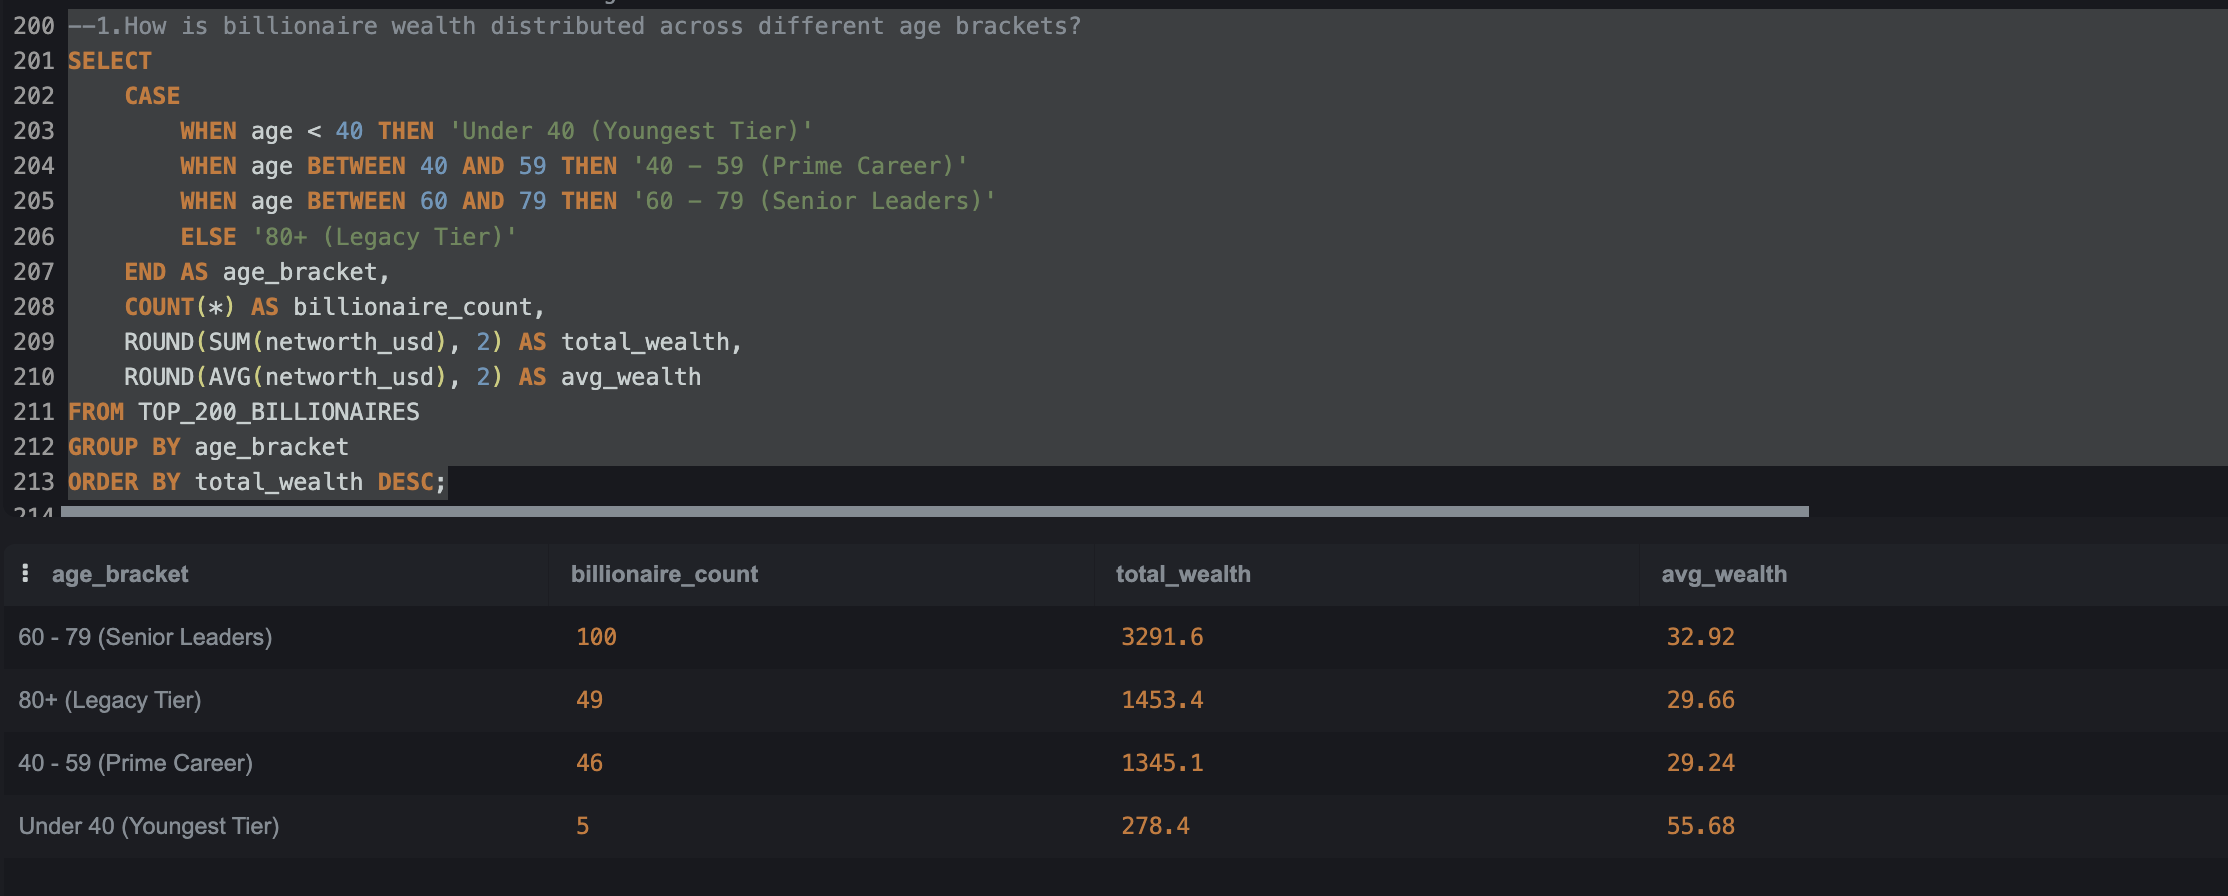 200 --1.How is billionaire wealth distributed across different age brackets?
201 SELECT
202     CASE
203         WHEN age < 40 THEN 'Under 40 (Youngest Tier)'
204         WHEN age BETWEEN 40 AND 59 THEN '40 - 59 (Prime Career)'
205         WHEN age BETWEEN 60 AND 79 THEN '60 - 79 (Senior Leaders)'
206         ELSE '80+ (Legacy Tier)'
207     END AS age_bracket,
208     COUNT(*) AS billionaire_count,
209     ROUND(SUM(networth_usd), 2) AS total_wealth,
210     ROUND(AVG(networth_usd), 2) AS avg_wealth
211 FROM TOP_200_BILLIONAIRES
212 GROUP BY age_bracket
213 ORDER BY total_wealth DESC;
214
age_bracket billionaire_count total_wealth avg_wealth
60 - 79 (Senior Leaders) 100 3291.6 32.92
80+ (Legacy Tier) 49 1453.4 29.66
40 - 59 (Prime Career) 46 1345.1 29.24
Under 40 (Youngest Tier) 5 278.4 55.68